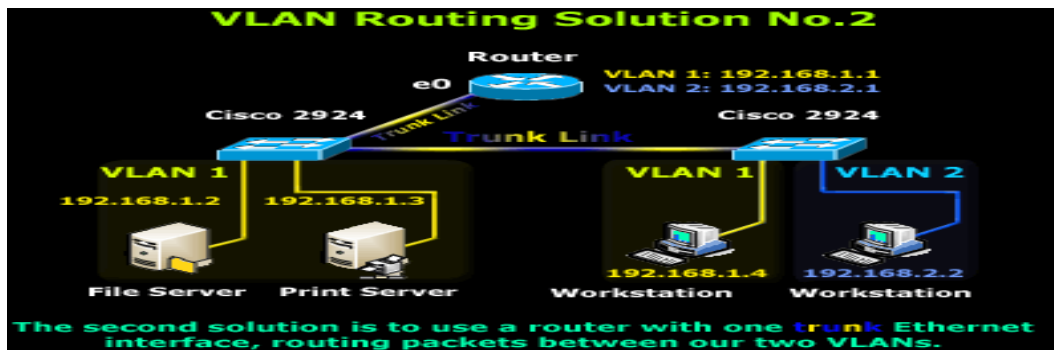 VLAN Routing Solution No.2
Router
e0
VLAN 1: 192.168.1.1
VLAN 2: 192.168.2.1
Cisco 2924
Trunk Link
Trunk Link
Cisco 2924
VLAN 1
VLAN 1
VLAN 2
192.168.1.2
192.168.1.3
192.168.1.4
192.168.2.2
File Server
Print Server
Workstation
Workstation
The second solution is to use a router with one trunk Ethernet
interface, routing packets between our two VLANs.